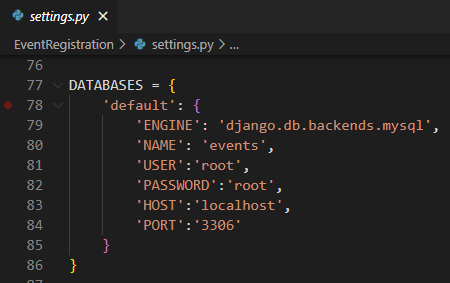 settings.py
EventRegistration > settings.py > ...
76
77 DATABASES = {
78     'default': {
79         'ENGINE': 'django.db.backends.mysql',
80         'NAME': 'events',
81         'USER':'root',
82         'PASSWORD':'root',
83         'HOST':'localhost',
84         'PORT':'3306'
85     }
86 }
87